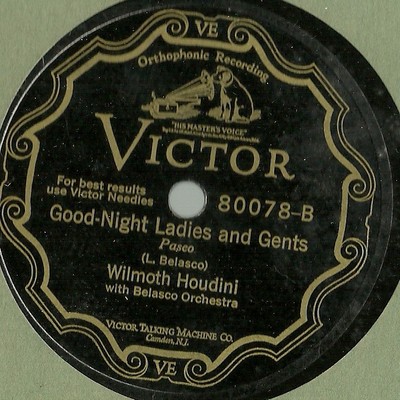 VE
Orthophonic Recording
"HIS MASTER'S VOICE"
VICTOR
For best results
use Victor Needles
80078-B
Good-Night Ladies and Gents
Paseo
(L. Belasco)
Wilmoth Houdini
with Belasco Orchestra
VICTOR TALKING MACHINE CO.
Camden, N.J.
VE